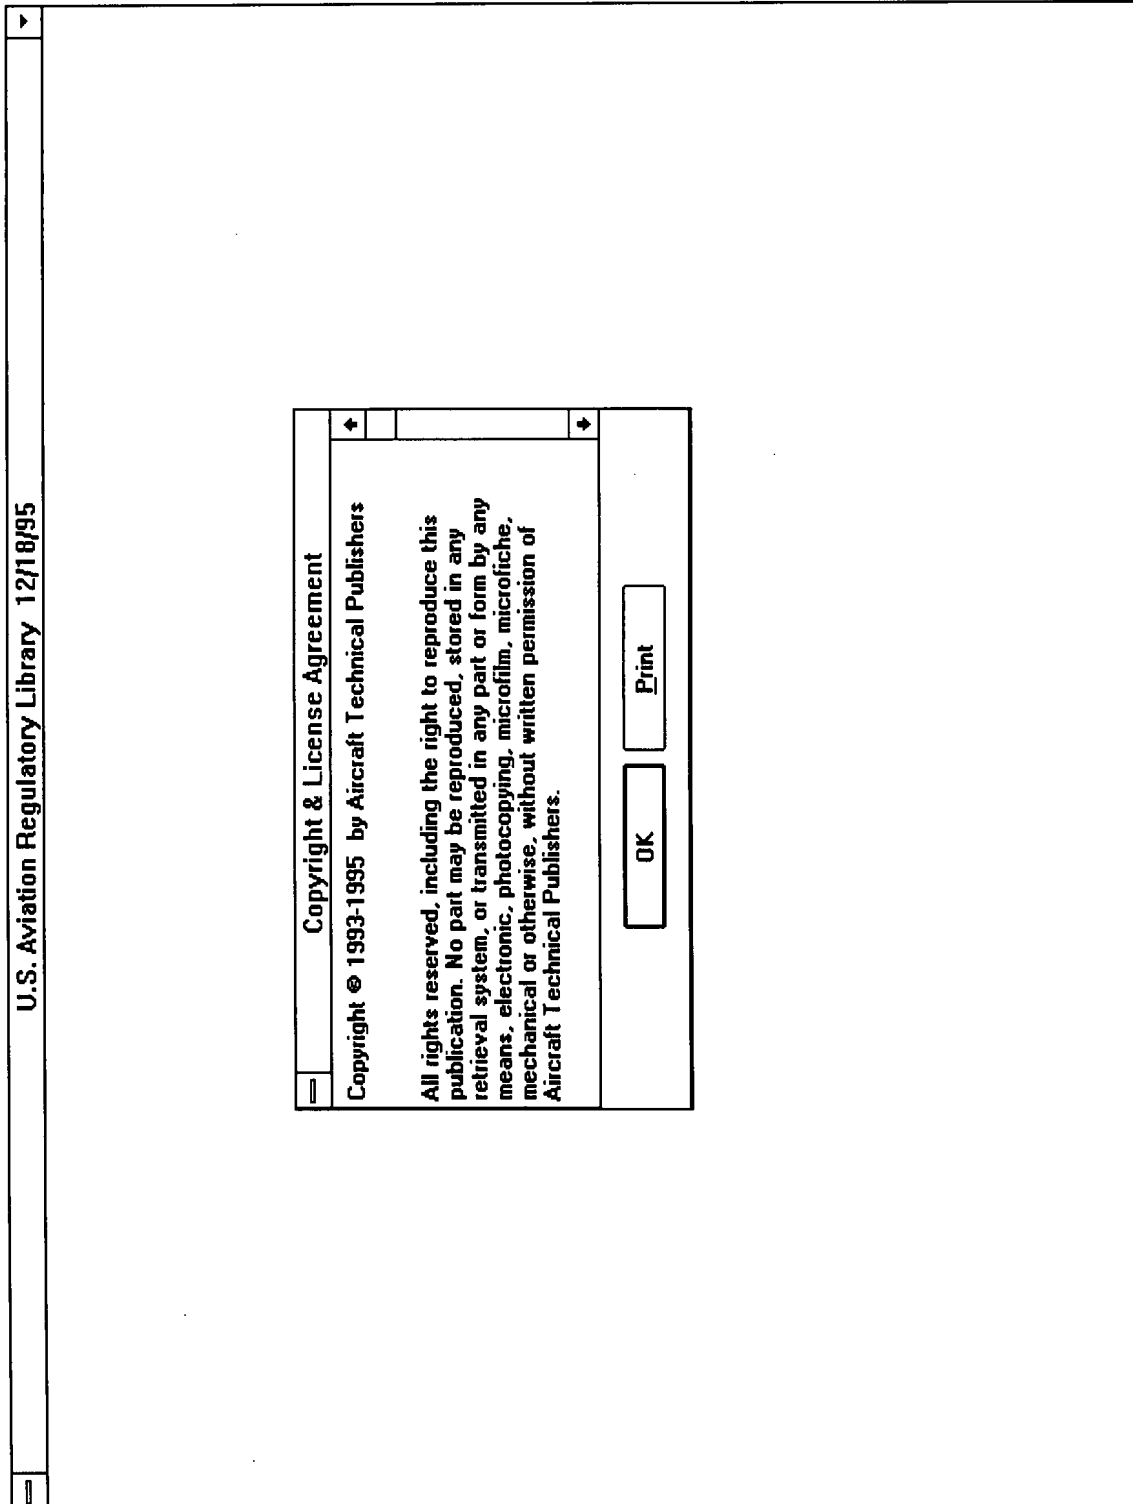 U.S. Aviation Regulatory Library 12/18/95
Copyright & License Agreement
Copyright © 1993-1995 by Aircraft Technical Publishers
All rights reserved, including the right to reproduce this
publication. No part may be reproduced, stored in any
retrieval system, or transmitted in any part or form by any
means, electronic, photocopying, microfilm, microfiche,
mechanical or otherwise, without written permission of
Aircraft Technical Publishers.
OK
Print